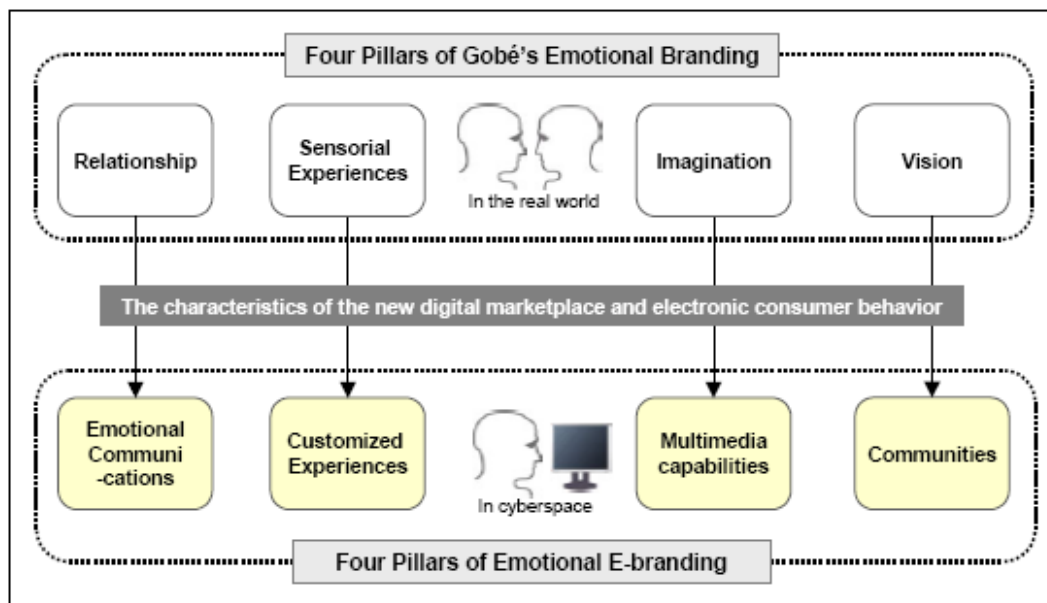 Four Pillars of Gobé's Emotional Branding
Relationship
Sensorial
Experiences
In the real world
Imagination
Vision
The characteristics of the new digital marketplace and electronic consumer behavior
Emotional
Communi
-cations
Customized
Experiences
In cyberspace
Multimedia
capabilities
Communities
Four Pillars of Emotional E-branding